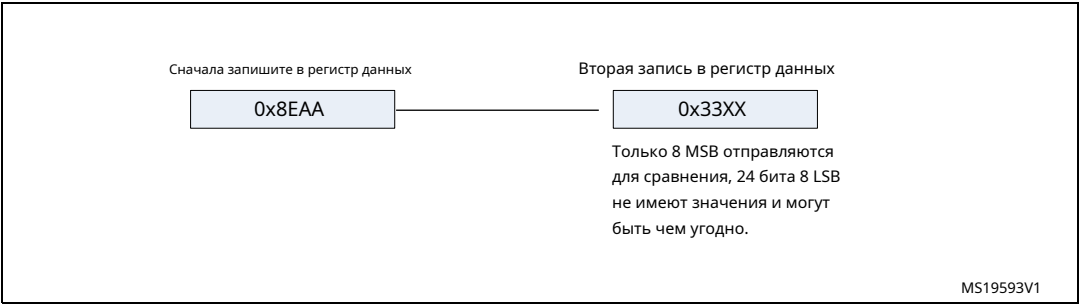 Сначала запишите в регистр данных
Вторая запись в регистр данных
0x8EAA
0x33XX
Только 8 MSB отправляются
для сравнения, 24 бита 8 LSB
не имеют значения и могут
быть чем угодно.
MS19593V1